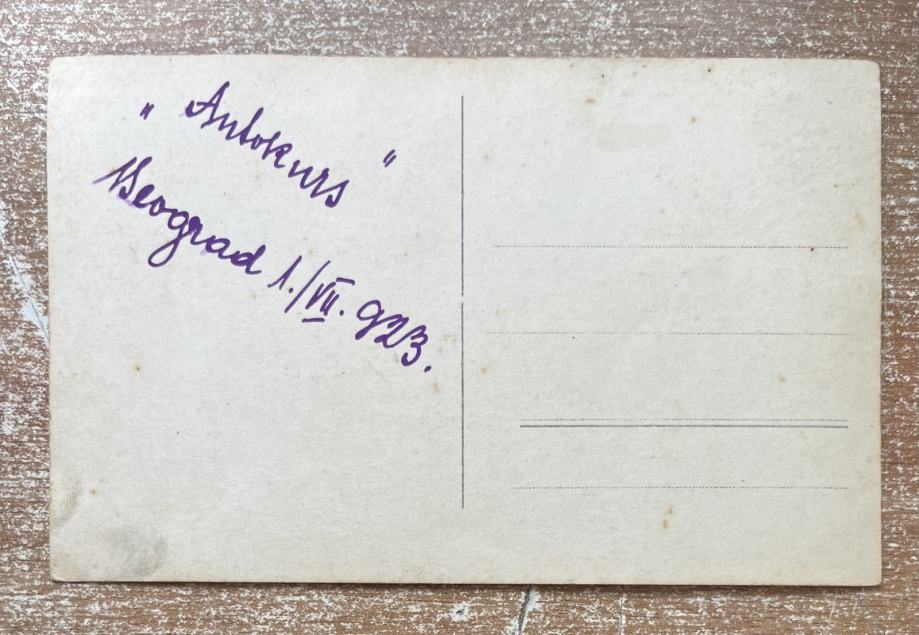 " Autokurs "
Beograd 1./VII. 923.